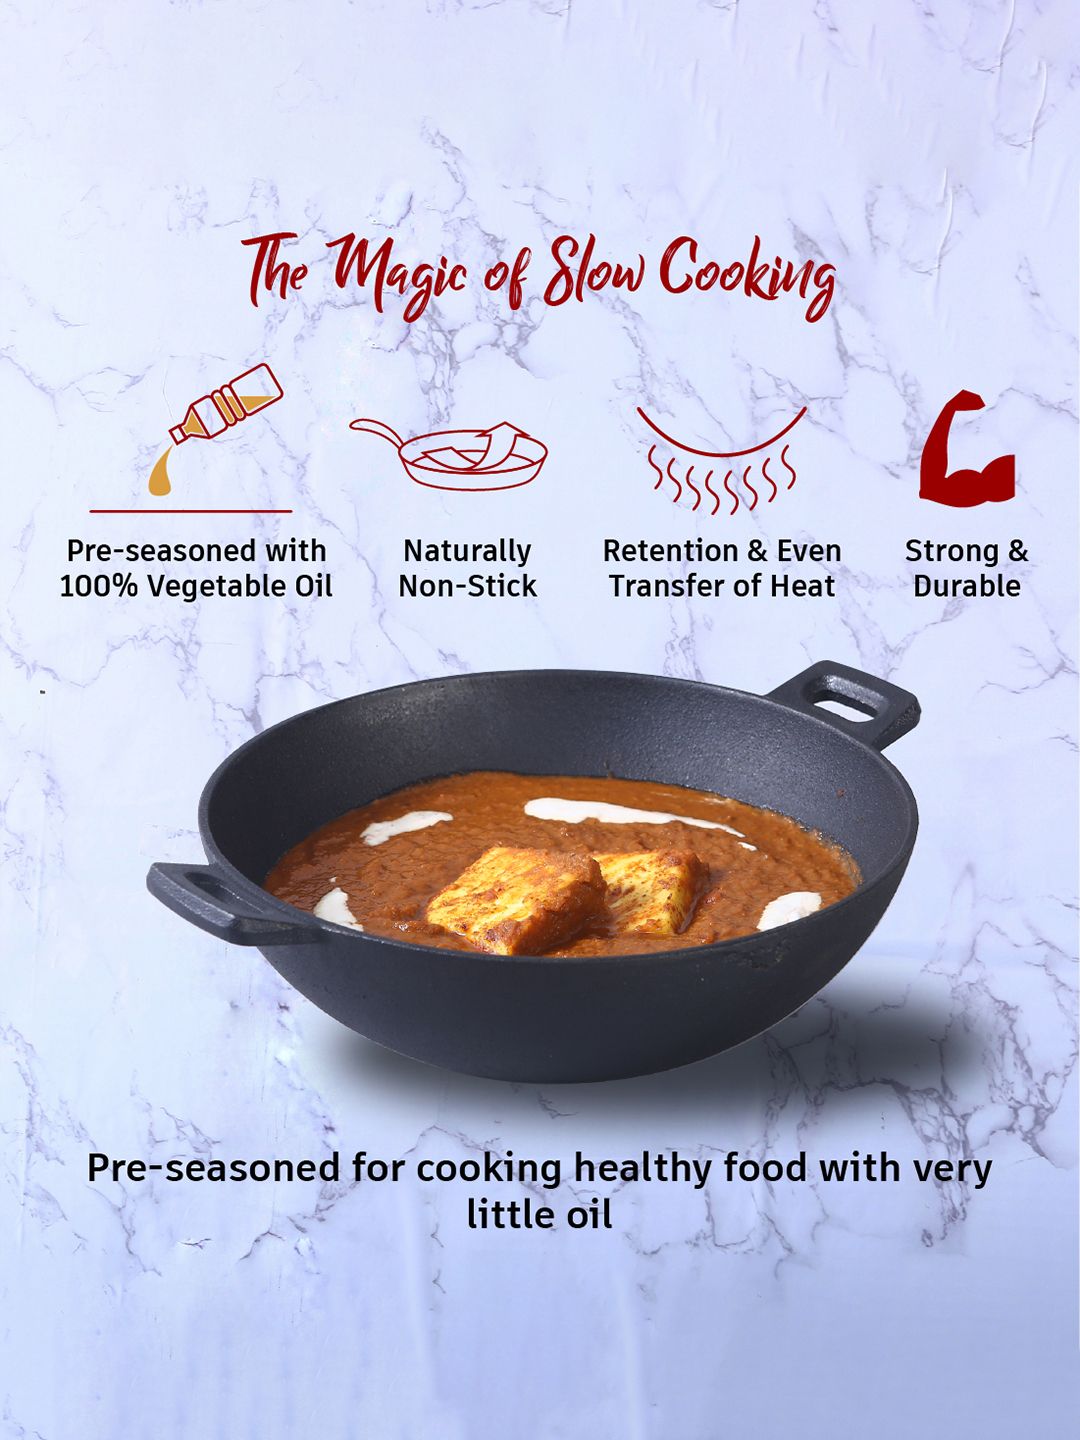 The Magic of Slow Cooking
Pre-seasoned with
100% Vegetable Oil
Naturally
Non-Stick
Retention & Even
Transfer of Heat
Strong &
Durable
Pre-seasoned for cooking healthy food with very
little oil